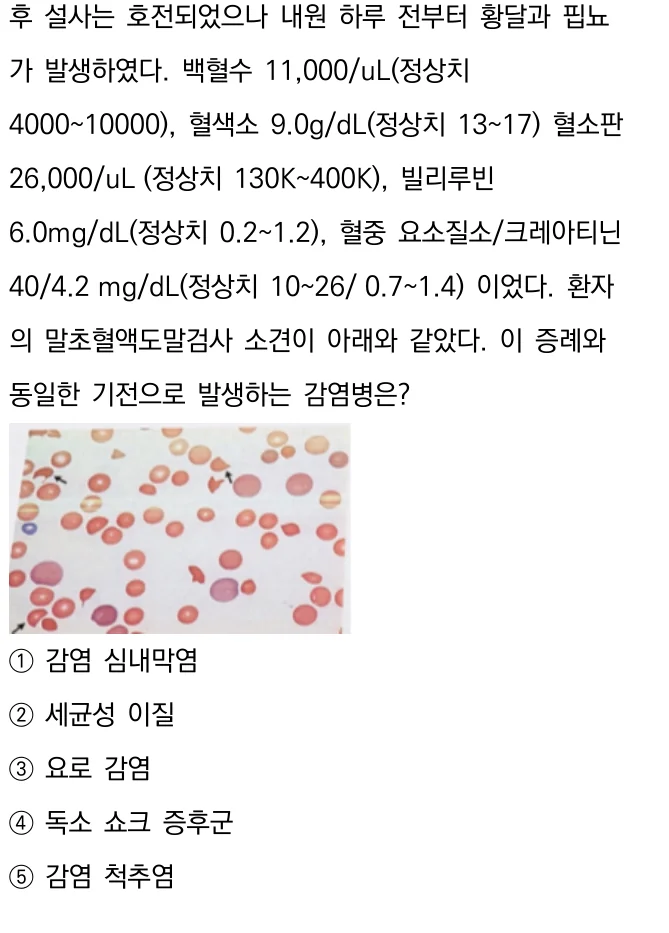 후 설사는 호전되었으나 내원 하루 전부터 황달과 핍뇨
가 발생하였다. 백혈수 11,000/uL(정상치
4000~10000), 혈색소 9.0g/dL(정상치 13~17) 혈소판
26,000/uL (정상치 130K~400K), 빌리루빈
6.0mg/dL(정상치 0.2~1.2), 혈중 요소질소/크레아티닌
40/4.2 mg/dL(정상치 10~26/ 0.7~1.4) 이었다. 환자
의 말초혈액도말검사 소견이 아래와 같았다. 이 증례와
동일한 기전으로 발생하는 감염병은?
① 감염 심내막염
② 세균성 이질
③ 요로 감염
④ 독소 쇼크 증후군
⑤ 감염 척추염